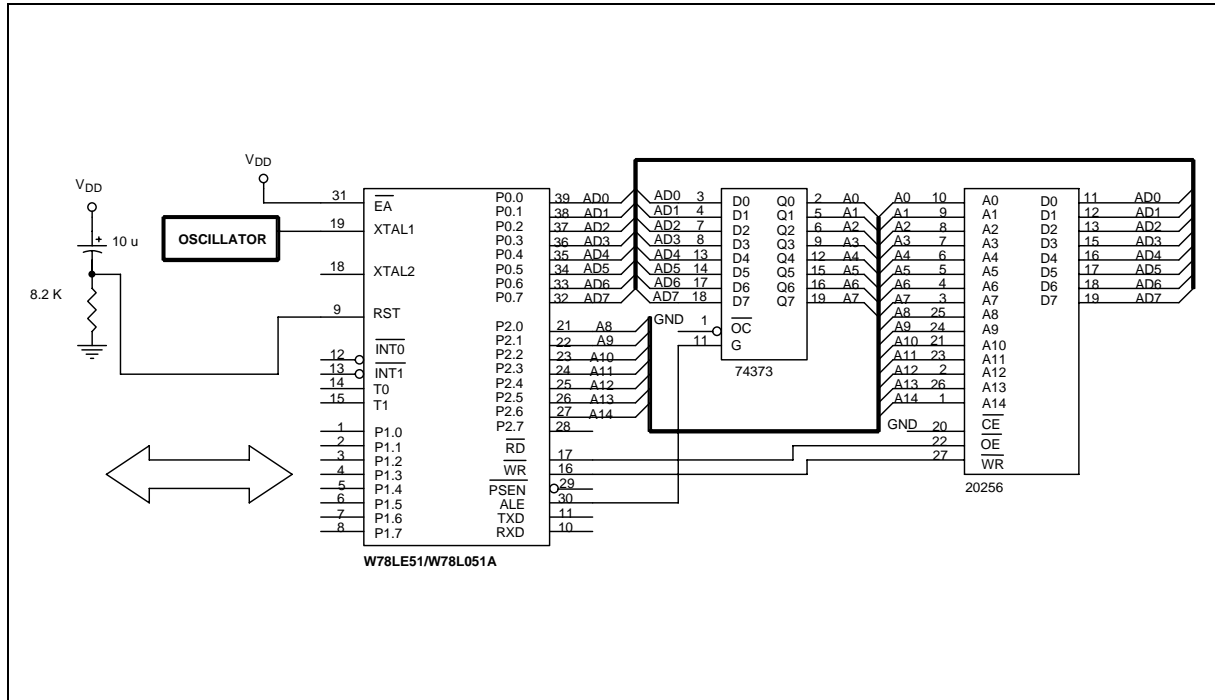 VDD
10 u
8.2 K
VDD
OSCILLATOR
31 EA
19 XTAL1
18 XTAL2
9 RST
12 INT0
13 INT1
14 T0
15 T1
1 P1.0
2 P1.1
3 P1.2
4 P1.3
5 P1.4
6 P1.5
7 P1.6
8 P1.7
P0.0 39 AD0
P0.1 38 AD1
P0.2 37 AD2
P0.3 36 AD3
P0.4 35 AD4
P0.5 34 AD5
P0.6 33 AD6
P0.7 32 AD7
P2.0 21 A8
P2.1 22 A9
P2.2 23 A10
P2.3 24 A11
P2.4 25 A12
P2.5 26 A13
P2.6 27 A14
P2.7 28
RD 17
WR 16
PSEN 29
ALE 30
TXD 11
RXD 10
W78LE51/W78L051A
AD0 3 D0 Q0 2 A0
AD1 4 D1 Q1 5 A1
AD2 7 D2 Q2 6 A2
AD3 8 D3 Q3 9 A3
AD4 13 D4 Q4 12 A4
AD5 14 D5 Q5 15 A5
AD6 17 D6 Q6 16 A6
AD7 18 D7 Q7 19 A7
GND 1 OC
11 G
74373
A0 10 A0 D0 11 AD0
A1 9 A1 D1 12 AD1
A2 8 A2 D2 13 AD2
A3 7 A3 D3 15 AD3
A4 6 A4 D4 16 AD4
A5 5 A5 D5 17 AD5
A6 4 A6 D6 18 AD6
A7 3 A7 D7 19 AD7
A8 25 A8
A9 24 A9
A10 21 A10
A11 23 A11
A12 2 A12
A13 26 A13
A14 1 A14
GND 20 CE
22 OE
27 WR
20256